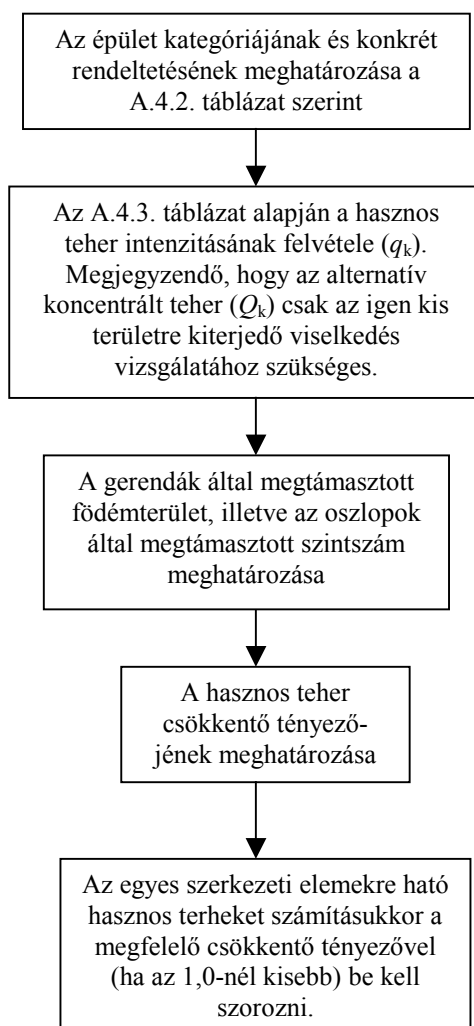 Az épület kategóriájának és konkrét
rendeltetésének meghatározása a
A.4.2. táblázat szerint
Az A.4.3. táblázat alapján a hasznos
teher intenzitásának felvétele (qk).
Megjegyzendő, hogy az alternatív
koncentrált teher (Qk) csak az igen kis
területre kiterjedő viselkedés
vizsgálatához szükséges.
A gerendák által megtámasztott
födémterület, illetve az oszlopok
által megtámasztott szintszám
meghatározása
A hasznos teher
csökkentő tényező-
jének meghatározása
Az egyes szerkezeti elemekre ható
hasznos terheket számításukkor a
megfelelő csökkentő tényezővel
(ha az 1,0-nél kisebb) be kell
szorozni.